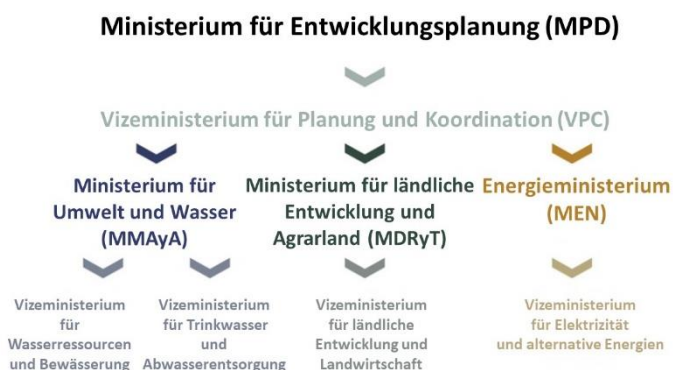 Ministerium für Entwicklungsplanung (MPD)
Vizeministerium für Planung und Koordination (VPC)
Ministerium für
Umwelt und Wasser
(MMAyA)
Ministerium für ländliche
Entwicklung und
Agrarland (MDRyT)
Energieministerium
(MEN)
Vizeministerium
für
Wasserressourcen
und Bewässerung
Vizeministerium
für Trinkwasser
und
Abwasserentsorgung
Vizeministerium
für ländliche
Entwicklung und
Landwirtschaft
Vizeministerium
für Elektrizität
und alternative Energien